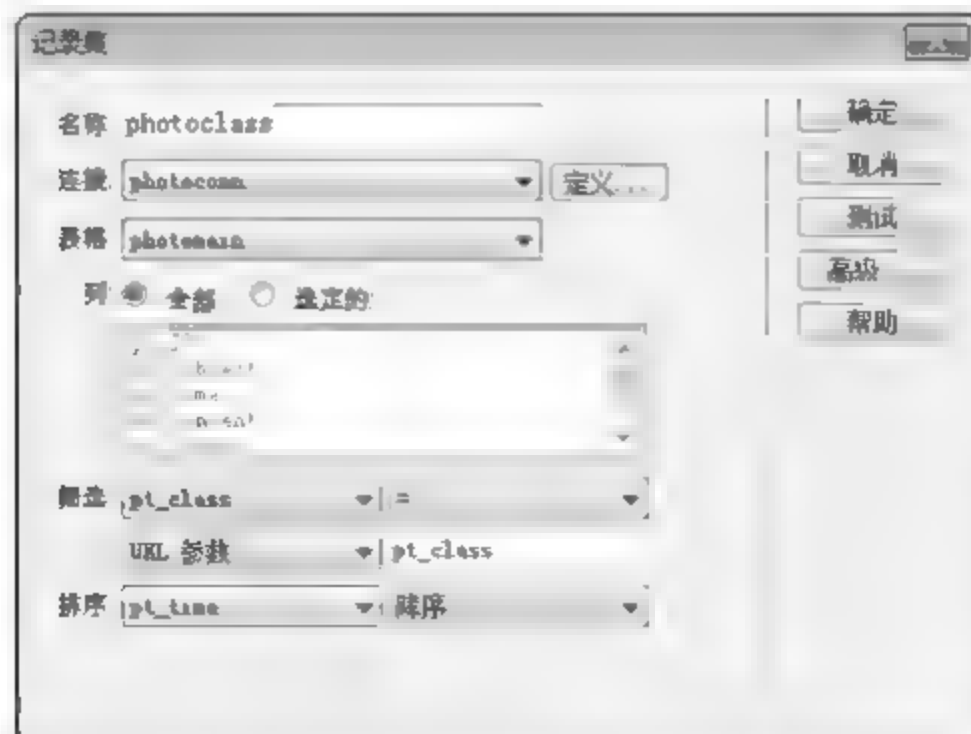 记录集
名称 photoclass
连接 photoconn 定义...
表格 photomain
列 全部 选定的
筛选 pt_class =
URL 参数 pt_class
排序 pt_time 降序
确定
取消
测试
高级
帮助